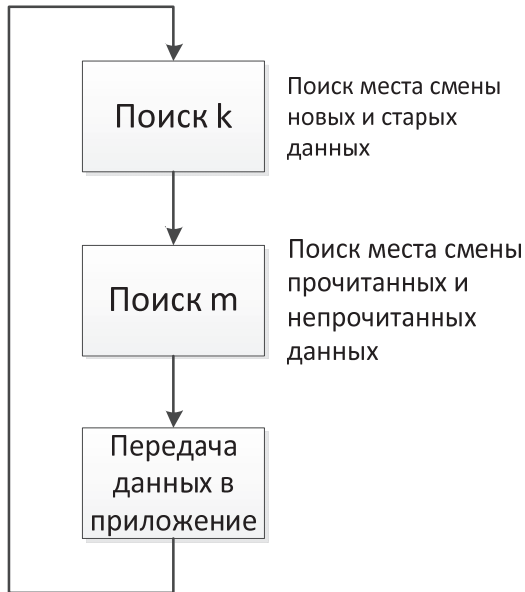 Поиск k
Поиск места смены
новых и старых
данных
Поиск m
Поиск места смены
прочитанных и
непрочитанных
данных
Передача
данных в
приложение